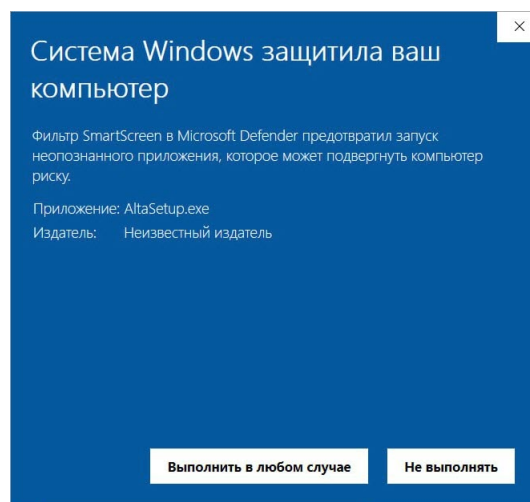 Система Windows защитила ваш
компьютер
Фильтр SmartScreen в Microsoft Defender предотвратил запуск
неопознанного приложения, которое может подвергнуть компьютер
риску.
Приложение: AltaSetup.exe
Издатель: Неизвестный издатель
Выполнить в любом случае Не выполнять